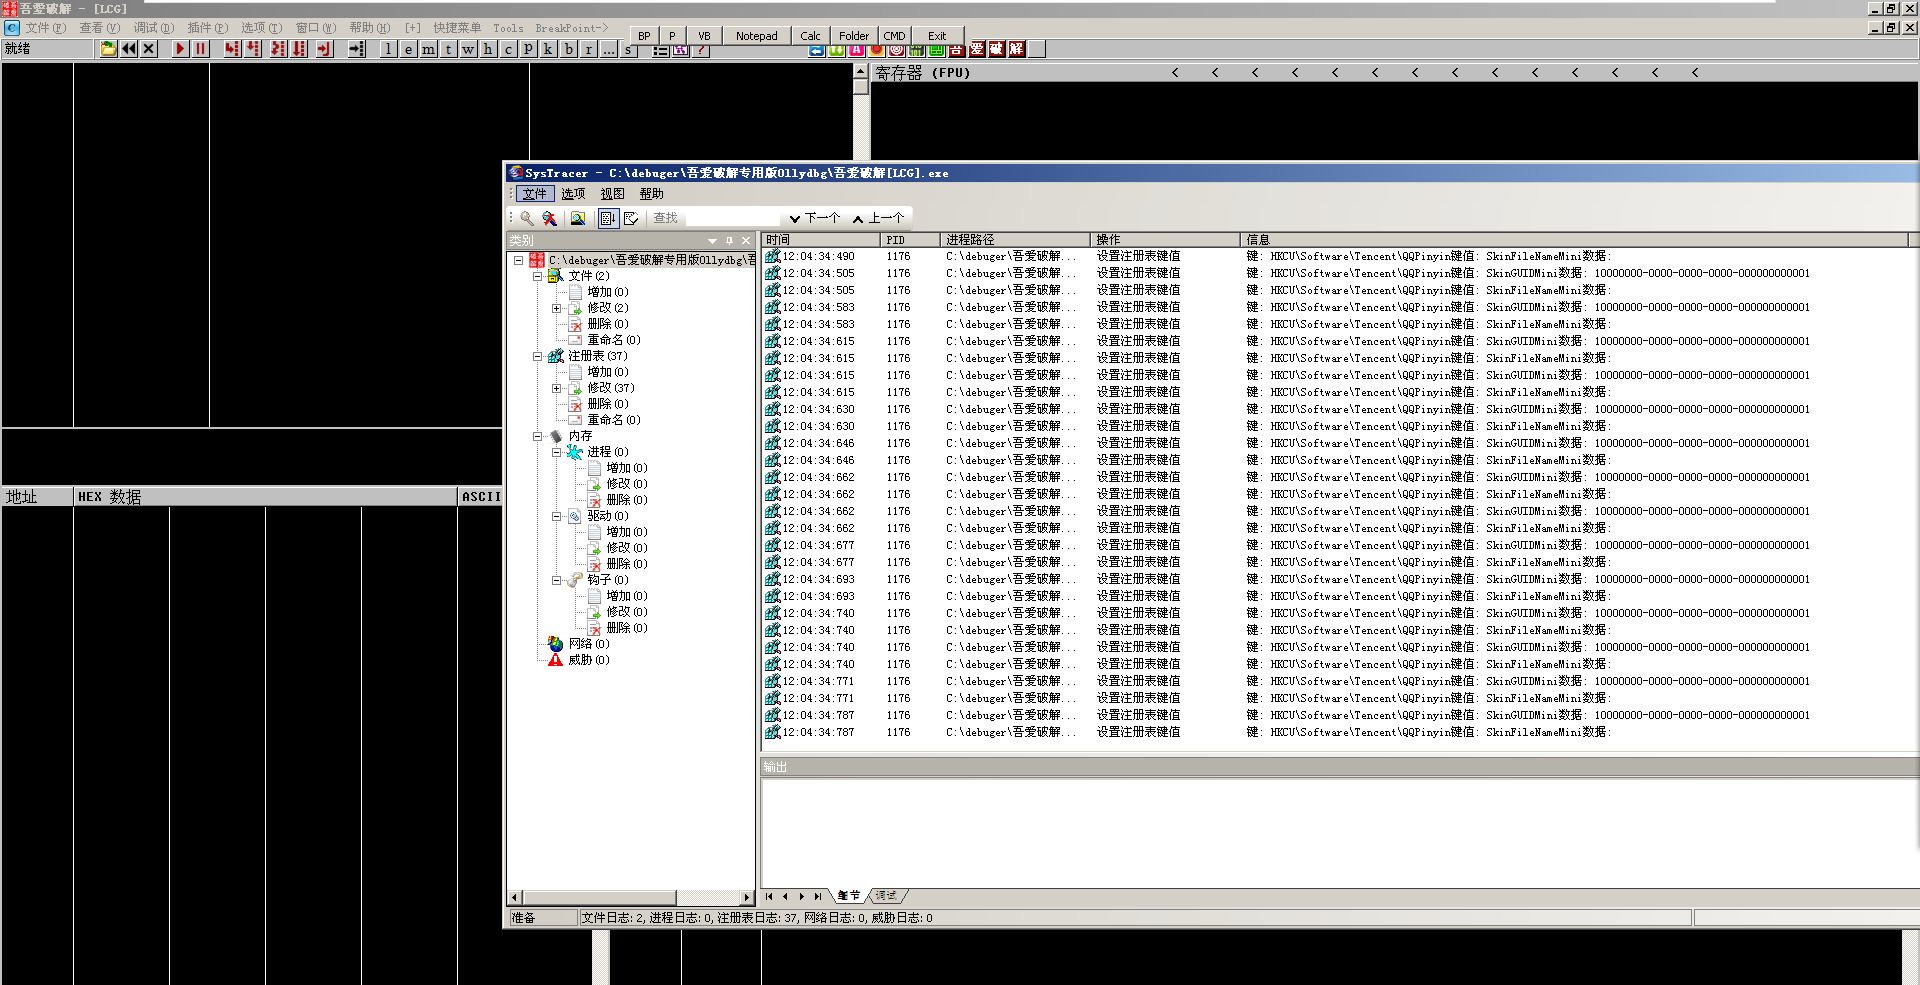 吾爱破解 - [LCG]
文件(F) 查看(V) 调试(D) 插件(P) 选项(T) 窗口(W) 帮助(H) [+] 快捷菜单 Tools BreakPoint->
BP P VB Notepad Calc Folder CMD Exit
就绪 l e m t w h c p k b r ... s ? 吾 爱 破 解
寄存器 (FPU) < < < < < < < < < < < < < <
SysTracer - C:\debuger\吾爱破解专用版Ollydbg\吾爱破解[LCG].exe
文件 选项 视图 帮助
查找 下一个 上一个
类别
C:\debuger\吾爱破解专用版Ollydbg\吾
文件(2)
增加(0)
修改(2)
删除(0)
重命名(0)
注册表(37)
增加(0)
修改(37)
删除(0)
重命名(0)
内存
进程(0)
增加(0)
修改(0)
删除(0)
驱动(0)
增加(0)
修改(0)
删除(0)
钩子(0)
增加(0)
修改(0)
删除(0)
网络(0)
威胁(0)
时间 PID 进程路径 操作 信息
12:04:34:490 1176 C:\debuger\吾爱破解... 设置注册表键值 键: HKCU\Software\Tencent\QQPinyin键值: SkinFileNameMini数据:
12:04:34:505 1176 C:\debuger\吾爱破解... 设置注册表键值 键: HKCU\Software\Tencent\QQPinyin键值: SkinGUIDMini数据: 10000000-0000-0000-0000-000000000001
12:04:34:505 1176 C:\debuger\吾爱破解... 设置注册表键值 键: HKCU\Software\Tencent\QQPinyin键值: SkinFileNameMini数据:
12:04:34:583 1176 C:\debuger\吾爱破解... 设置注册表键值 键: HKCU\Software\Tencent\QQPinyin键值: SkinGUIDMini数据: 10000000-0000-0000-0000-000000000001
12:04:34:583 1176 C:\debuger\吾爱破解... 设置注册表键值 键: HKCU\Software\Tencent\QQPinyin键值: SkinFileNameMini数据:
12:04:34:615 1176 C:\debuger\吾爱破解... 设置注册表键值 键: HKCU\Software\Tencent\QQPinyin键值: SkinGUIDMini数据: 10000000-0000-0000-0000-000000000001
12:04:34:615 1176 C:\debuger\吾爱破解... 设置注册表键值 键: HKCU\Software\Tencent\QQPinyin键值: SkinFileNameMini数据:
12:04:34:615 1176 C:\debuger\吾爱破解... 设置注册表键值 键: HKCU\Software\Tencent\QQPinyin键值: SkinGUIDMini数据: 10000000-0000-0000-0000-000000000001
12:04:34:615 1176 C:\debuger\吾爱破解... 设置注册表键值 键: HKCU\Software\Tencent\QQPinyin键值: SkinFileNameMini数据:
12:04:34:630 1176 C:\debuger\吾爱破解... 设置注册表键值 键: HKCU\Software\Tencent\QQPinyin键值: SkinGUIDMini数据: 10000000-0000-0000-0000-000000000001
12:04:34:630 1176 C:\debuger\吾爱破解... 设置注册表键值 键: HKCU\Software\Tencent\QQPinyin键值: SkinFileNameMini数据:
12:04:34:646 1176 C:\debuger\吾爱破解... 设置注册表键值 键: HKCU\Software\Tencent\QQPinyin键值: SkinGUIDMini数据: 10000000-0000-0000-0000-000000000001
12:04:34:646 1176 C:\debuger\吾爱破解... 设置注册表键值 键: HKCU\Software\Tencent\QQPinyin键值: SkinFileNameMini数据:
12:04:34:662 1176 C:\debuger\吾爱破解... 设置注册表键值 键: HKCU\Software\Tencent\QQPinyin键值: SkinGUIDMini数据: 10000000-0000-0000-0000-000000000001
12:04:34:662 1176 C:\debuger\吾爱破解... 设置注册表键值 键: HKCU\Software\Tencent\QQPinyin键值: SkinFileNameMini数据:
12:04:34:662 1176 C:\debuger\吾爱破解... 设置注册表键值 键: HKCU\Software\Tencent\QQPinyin键值: SkinGUIDMini数据: 10000000-0000-0000-0000-000000000001
12:04:34:662 1176 C:\debuger\吾爱破解... 设置注册表键值 键: HKCU\Software\Tencent\QQPinyin键值: SkinFileNameMini数据:
12:04:34:677 1176 C:\debuger\吾爱破解... 设置注册表键值 键: HKCU\Software\Tencent\QQPinyin键值: SkinGUIDMini数据: 10000000-0000-0000-0000-000000000001
12:04:34:677 1176 C:\debuger\吾爱破解... 设置注册表键值 键: HKCU\Software\Tencent\QQPinyin键值: SkinFileNameMini数据:
12:04:34:693 1176 C:\debuger\吾爱破解... 设置注册表键值 键: HKCU\Software\Tencent\QQPinyin键值: SkinGUIDMini数据: 10000000-0000-0000-0000-000000000001
12:04:34:693 1176 C:\debuger\吾爱破解... 设置注册表键值 键: HKCU\Software\Tencent\QQPinyin键值: SkinFileNameMini数据:
12:04:34:740 1176 C:\debuger\吾爱破解... 设置注册表键值 键: HKCU\Software\Tencent\QQPinyin键值: SkinGUIDMini数据: 10000000-0000-0000-0000-000000000001
12:04:34:740 1176 C:\debuger\吾爱破解... 设置注册表键值 键: HKCU\Software\Tencent\QQPinyin键值: SkinFileNameMini数据:
12:04:34:740 1176 C:\debuger\吾爱破解... 设置注册表键值 键: HKCU\Software\Tencent\QQPinyin键值: SkinGUIDMini数据: 10000000-0000-0000-0000-000000000001
12:04:34:740 1176 C:\debuger\吾爱破解... 设置注册表键值 键: HKCU\Software\Tencent\QQPinyin键值: SkinFileNameMini数据:
12:04:34:771 1176 C:\debuger\吾爱破解... 设置注册表键值 键: HKCU\Software\Tencent\QQPinyin键值: SkinGUIDMini数据: 10000000-0000-0000-0000-000000000001
12:04:34:771 1176 C:\debuger\吾爱破解... 设置注册表键值 键: HKCU\Software\Tencent\QQPinyin键值: SkinFileNameMini数据:
12:04:34:787 1176 C:\debuger\吾爱破解... 设置注册表键值 键: HKCU\Software\Tencent\QQPinyin键值: SkinGUIDMini数据: 10000000-0000-0000-0000-000000000001
12:04:34:787 1176 C:\debuger\吾爱破解... 设置注册表键值 键: HKCU\Software\Tencent\QQPinyin键值: SkinFileNameMini数据:
输出
细节 调试
准备 文件日志: 2, 进程日志: 0, 注册表日志: 37, 网络日志: 0, 威胁日志: 0
地址 HEX 数据 ASCII